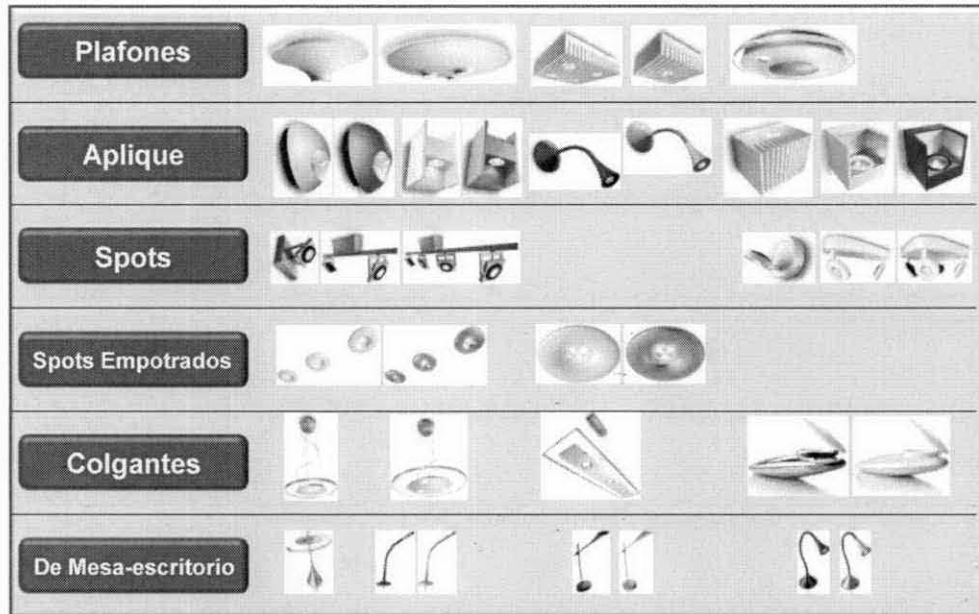 Plafones
Aplique
Spots
Spots Empotrados
Colgantes
De Mesa-escritorio